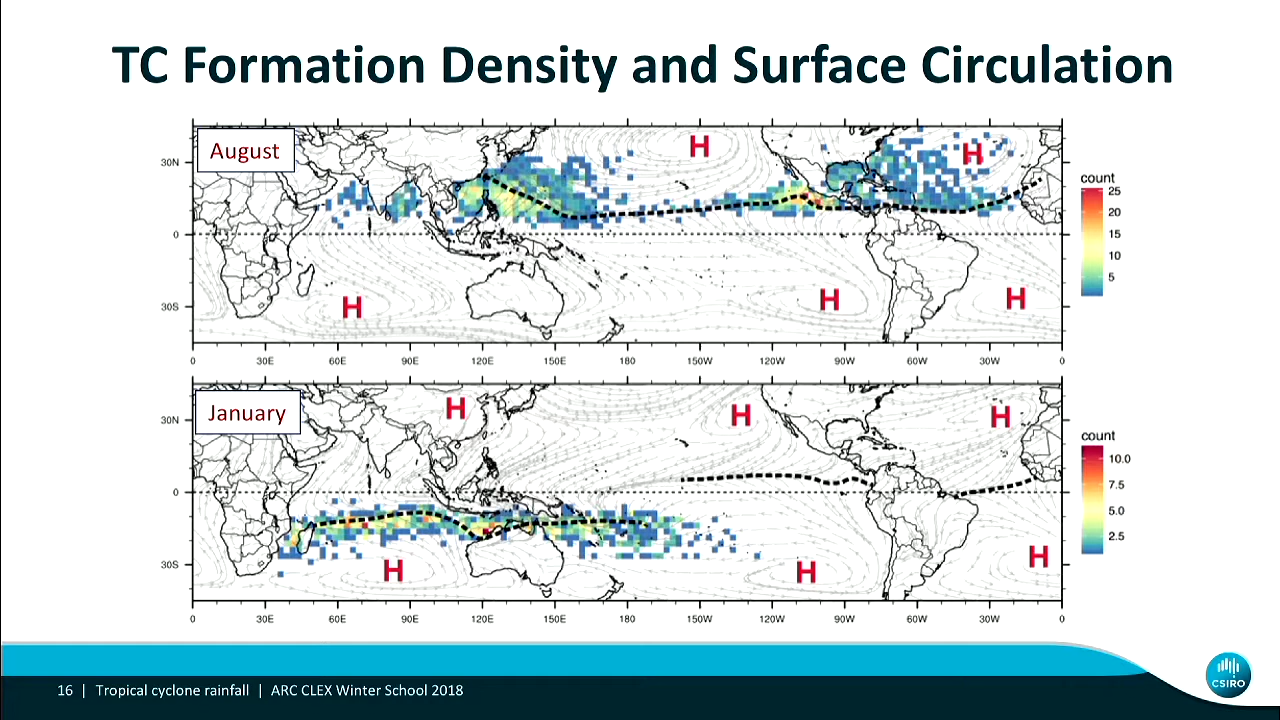 TC Formation Density and Surface Circulation
August
H
H
30N
0
30S
H
H
H
0 30E 60E 90E 120E 150E 180 150W 120W 90W 60W 30W 0
count
25
20
15
10
5
January
H
H
H
30N
0
30S
H
H
H
0 30E 60E 90E 120E 150E 180 150W 120W 90W 60W 30W 0
count
10.0
7.5
5.0
2.5
16 | Tropical cyclone rainfall | ARC CLEX Winter School 2018
CSIRO